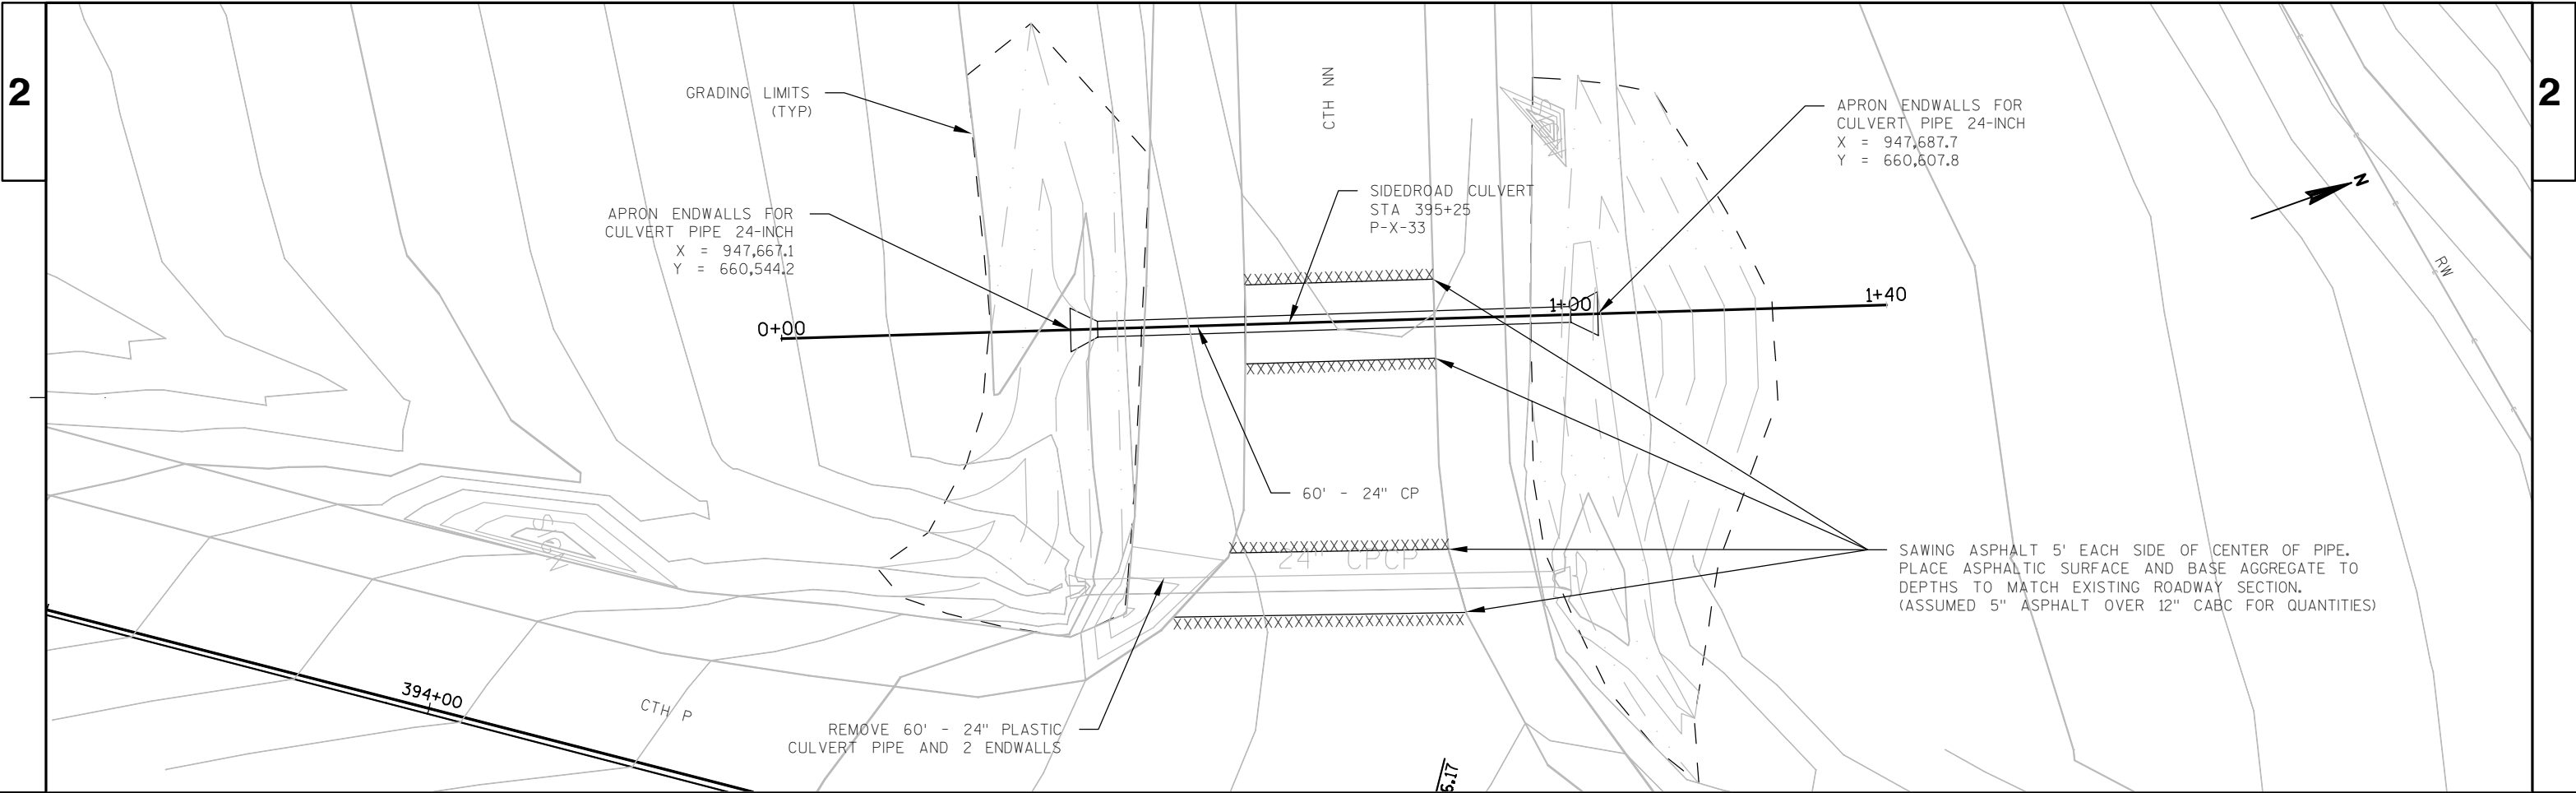 2
2
CTH NN
GRADING LIMITS
(TYP)
APRON ENDWALLS FOR
CULVERT PIPE 24-INCH
X = 947,687.7
Y = 660,607.8
N
SIDEROAD CULVERT
STA 395+25
P-X-33
APRON ENDWALLS FOR
CULVERT PIPE 24-INCH
X = 947,667.1
Y = 660,544.2
RW
0+00
1+00
1+40
60' - 24" CP
24" CPCP
SAWING ASPHALT 5' EACH SIDE OF CENTER OF PIPE.
PLACE ASPHALTIC SURFACE AND BASE AGGREGATE TO
DEPTHS TO MATCH EXISTING ROADWAY SECTION.
(ASSUMED 5" ASPHALT OVER 12" CABC FOR QUANTITIES)
394+00
CTH P
REMOVE 60' - 24" PLASTIC
CULVERT PIPE AND 2 ENDWALLS
6.17